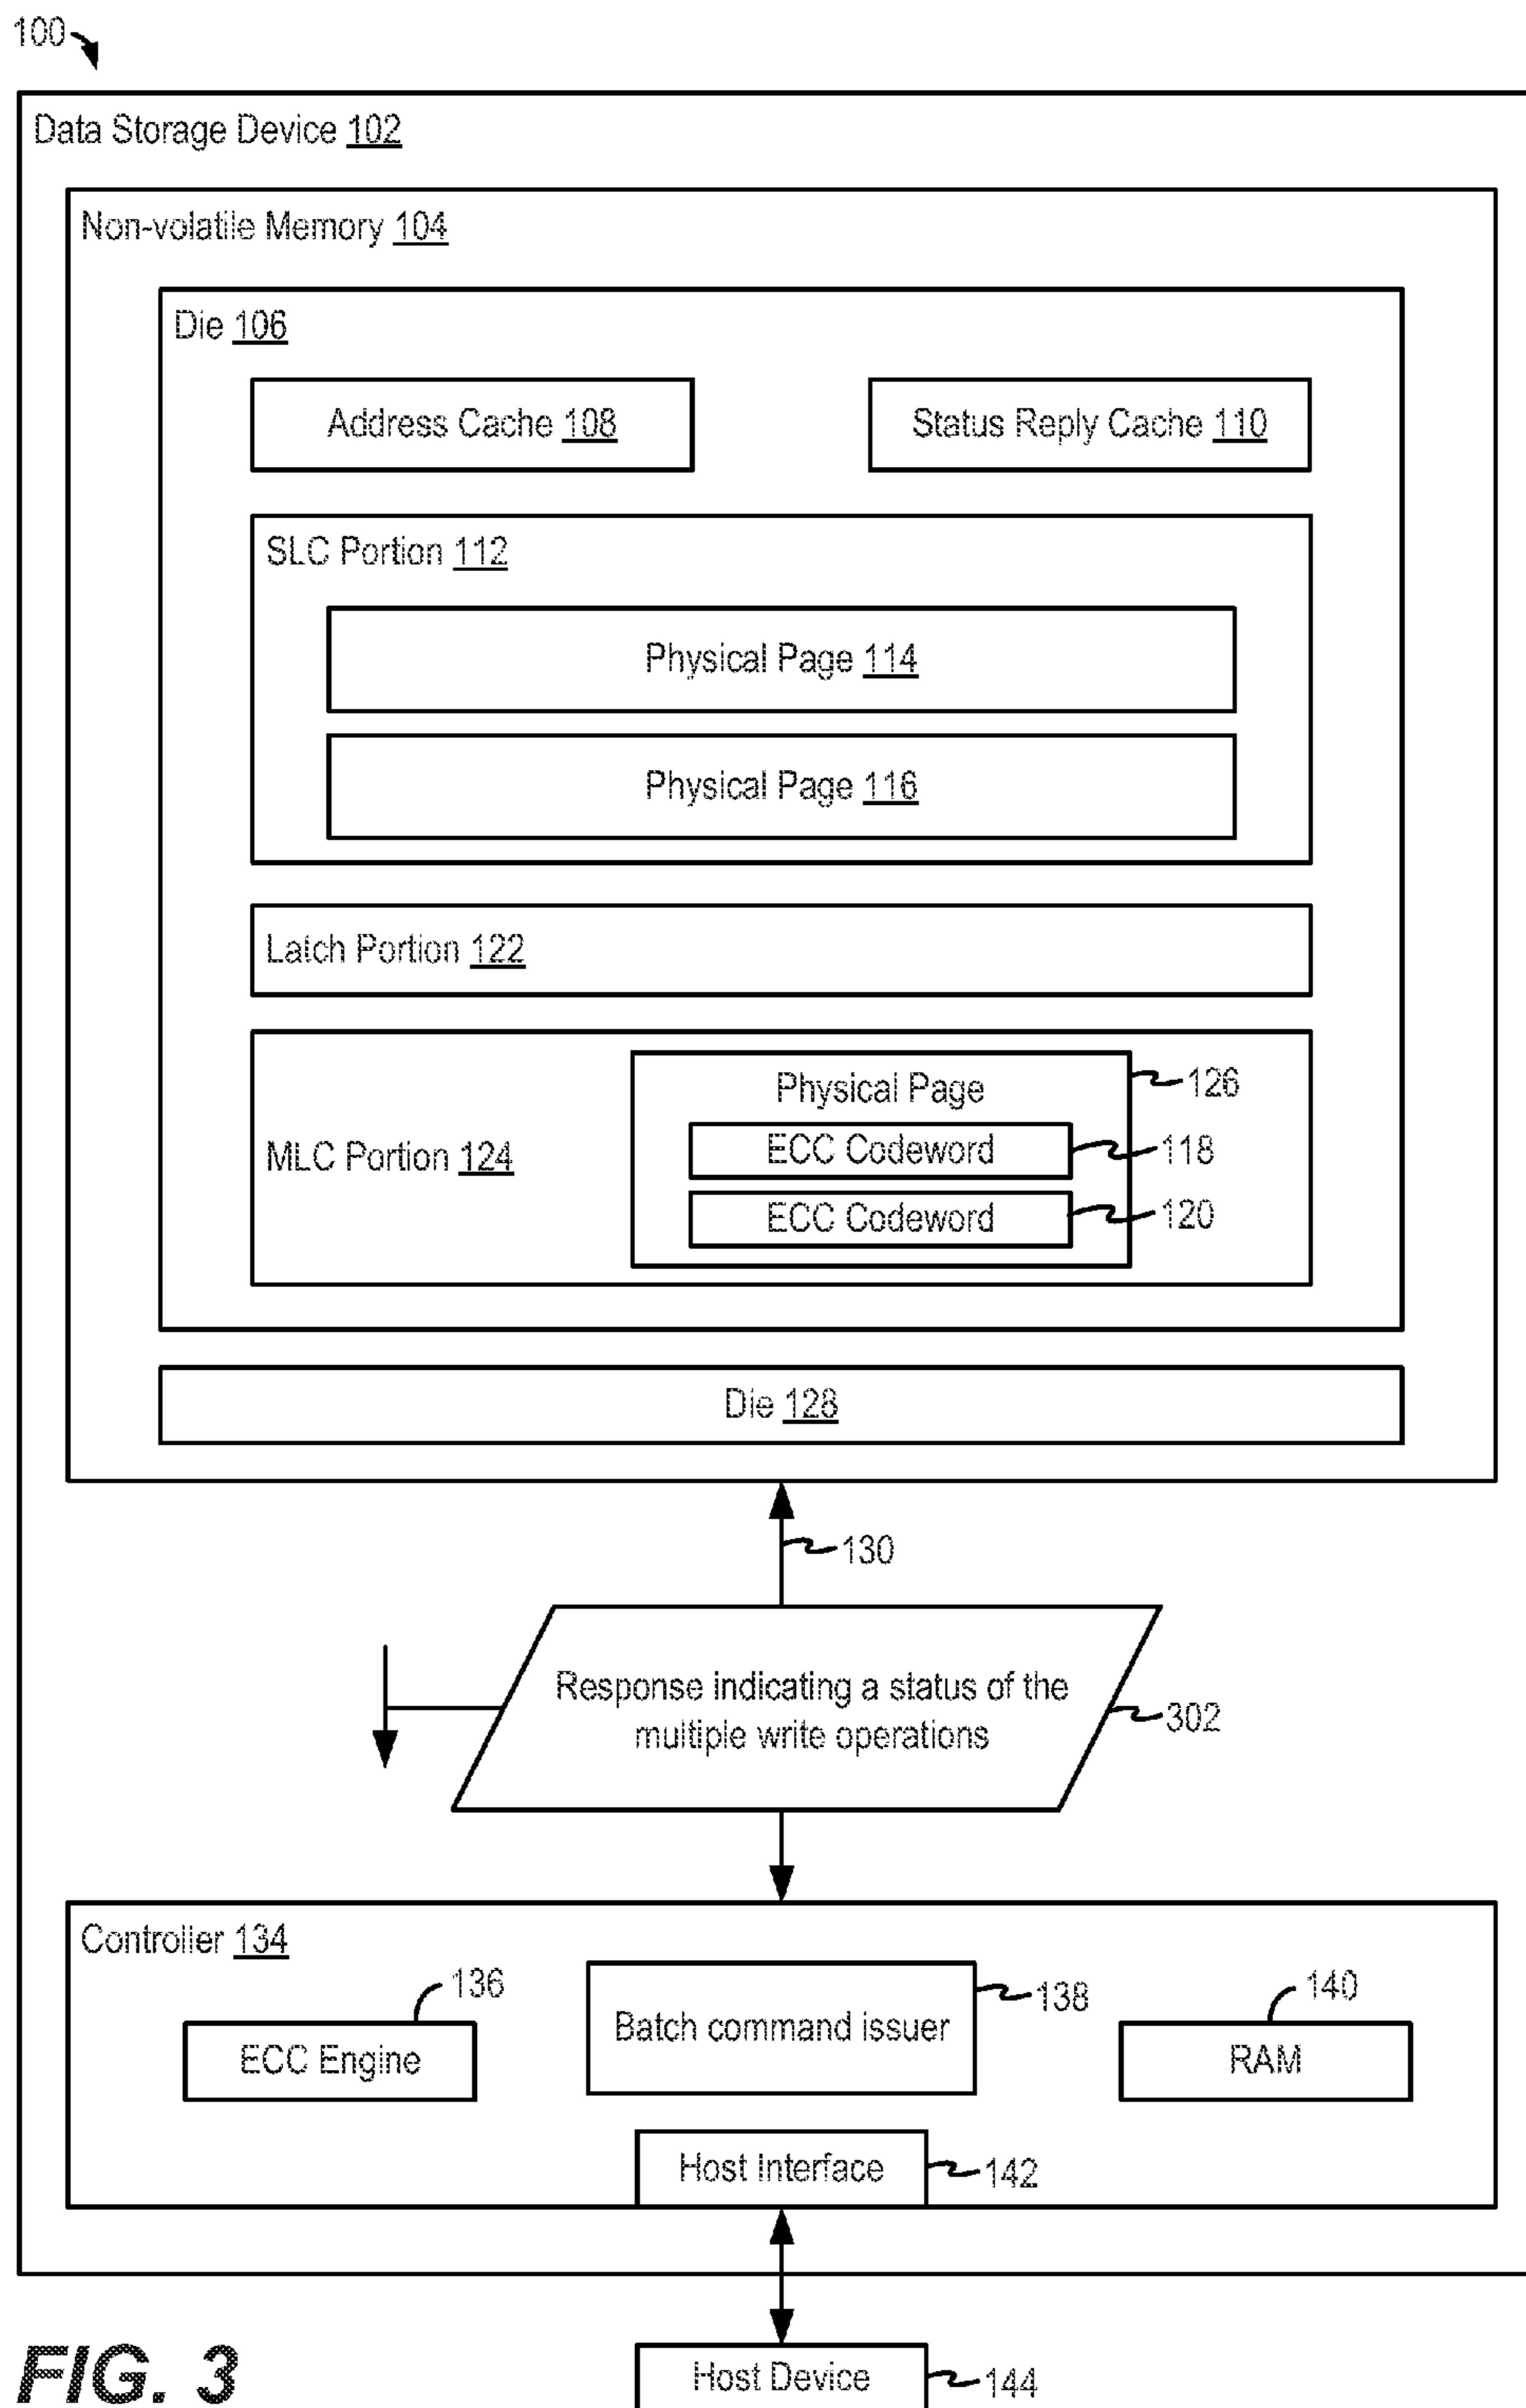 100
Data Storage Device 102
Non-volatile Memory 104
Die 106
Address Cache 108
Status Reply Cache 110
SLC Portion 112
Physical Page 114
Physical Page 116
Latch Portion 122
MLC Portion 124
Physical Page
126
ECC Codeword
118
ECC Codeword
120
Die 128
130
Response indicating a status of the
multiple write operations
302
Controller 134
136
ECC Engine
Batch command issuer
138
140
RAM
Host Interface
142
Host Device
144
FIG. 3